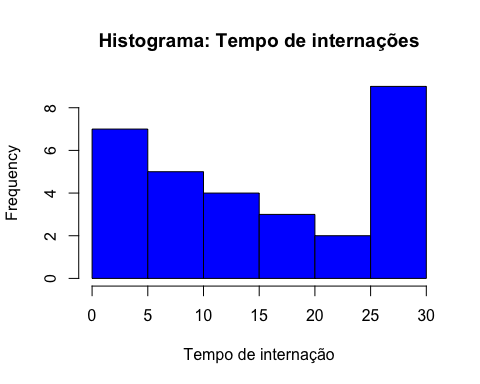 Histograma: Tempo de internações
Frequency
8
6
4
2
0
0 5 10 15 20 25 30
Tempo de internação